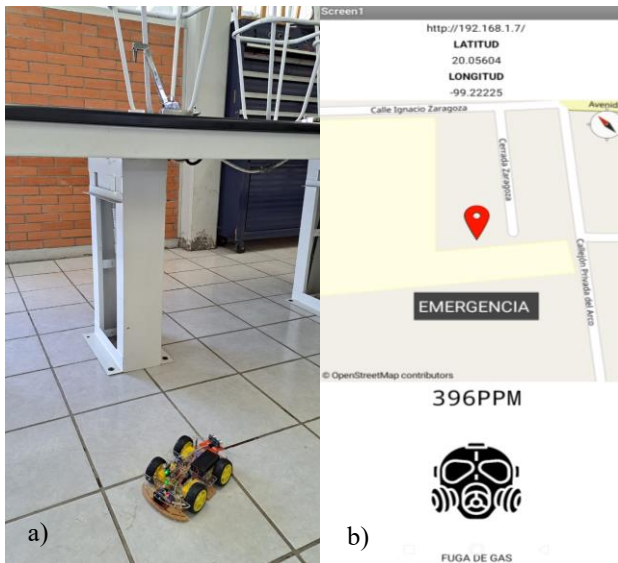 a)
Screen1
http://192.168.1.7/
LATITUD
20.05604
LONGITUD
-99.22225
Calle Ignacio Zaragoza
Avenid
Cerrada Zaragoza
Callejón Privada del Arco
EMERGENCIA
© OpenStreetMap contributors
396PPM
b)
FUGA DE GAS